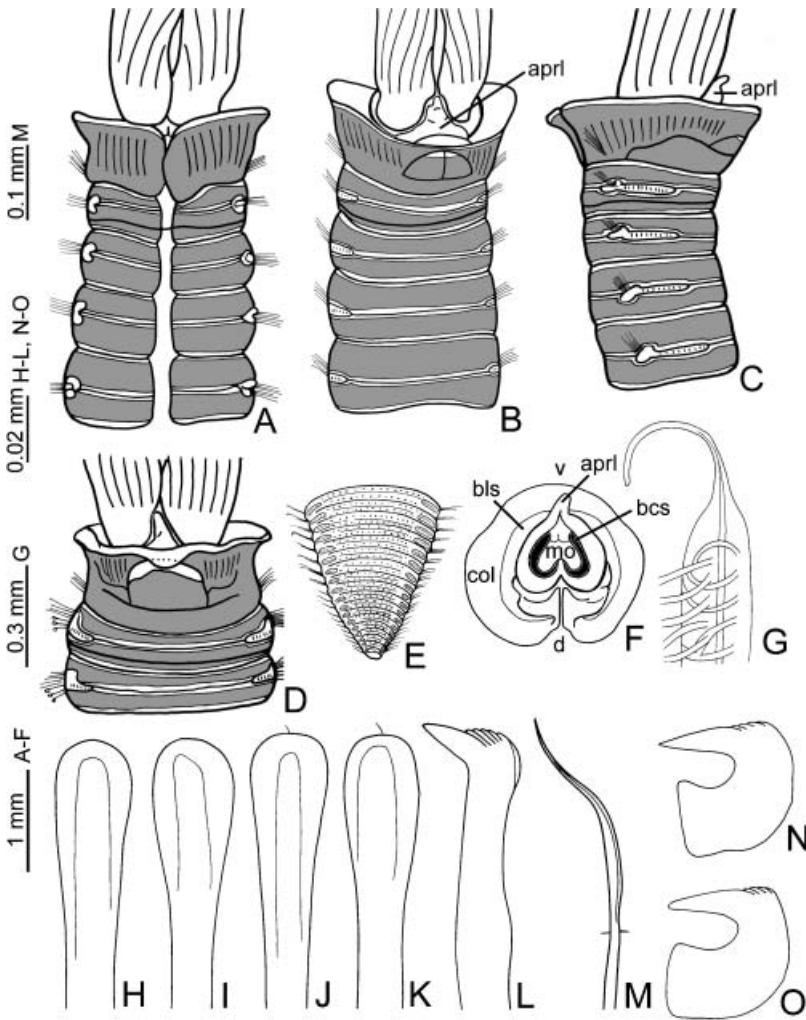 aprl
aprl
0.1 mm M
A
B
C
0.02 mm H-L, N-O
v
aprl
bls
bcs
mo
col
d
0.3 mm G
D
E
F
G
1 mm A-F
H
I
J
K
L
M
N
O